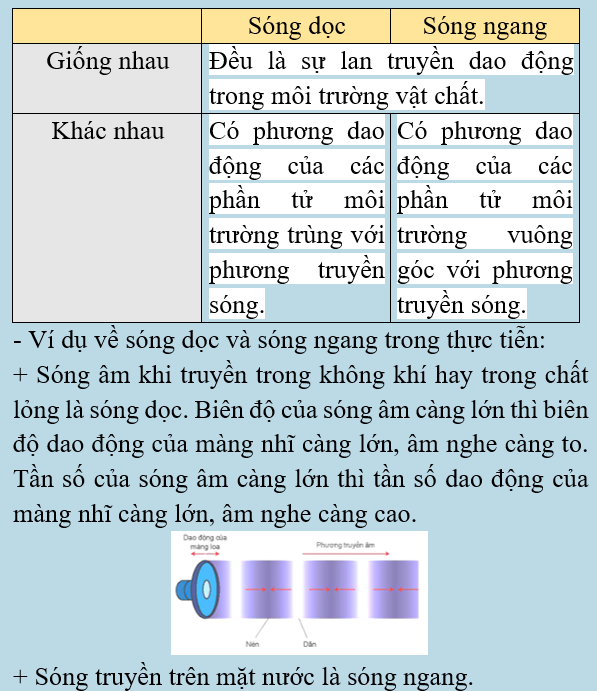 Sóng dọc Sóng ngang
Giống nhau Đều là sự lan truyền dao động
trong môi trường vật chất.
Khác nhau Có phương dao Có phương dao
động của các động của các
phần tử môi phần tử môi
trường trùng với trường vuông
phương truyền góc với phương
sóng. truyền sóng.
- Ví dụ về sóng dọc và sóng ngang trong thực tiễn:
+ Sóng âm khi truyền trong không khí hay trong chất
lỏng là sóng dọc. Biên độ của sóng âm càng lớn thì biên
độ dao động của màng nhĩ càng lớn, âm nghe càng to.
Tần số của sóng âm càng lớn thì tần số dao động của
màng nhĩ càng lớn, âm nghe càng cao.
Dao động của
màng loa
Phương truyền âm
Nén Dãn
+ Sóng truyền trên mặt nước là sóng ngang.